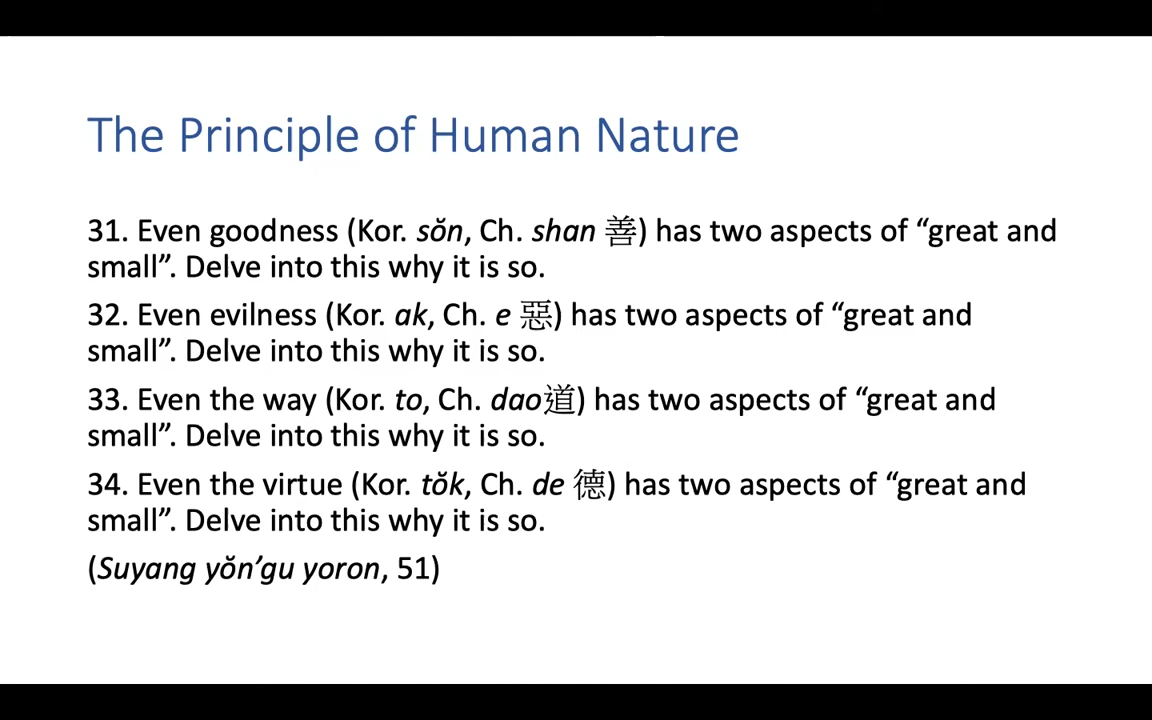 The Principle of Human Nature
31. Even goodness (Kor. sŏn, Ch. shan 善) has two aspects of “great and
small”. Delve into this why it is so.
32. Even evilness (Kor. ak, Ch. e 惡) has two aspects of “great and
small”. Delve into this why it is so.
33. Even the way (Kor. to, Ch. dao道) has two aspects of “great and
small”. Delve into this why it is so.
34. Even the virtue (Kor. tŏk, Ch. de 德) has two aspects of “great and
small”. Delve into this why it is so.
(Suyang yŏn’gu yoron, 51)